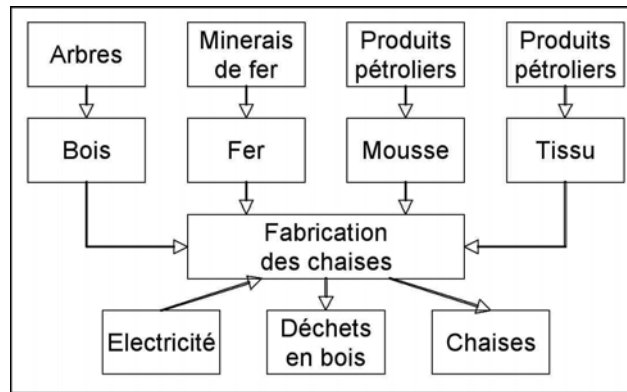 Arbres
Minerais
de fer
Produits
pétroliers
Produits
pétroliers
Bois
Fer
Mousse
Tissu
Fabrication
des chaises
Electricité
Déchets
en bois
Chaises